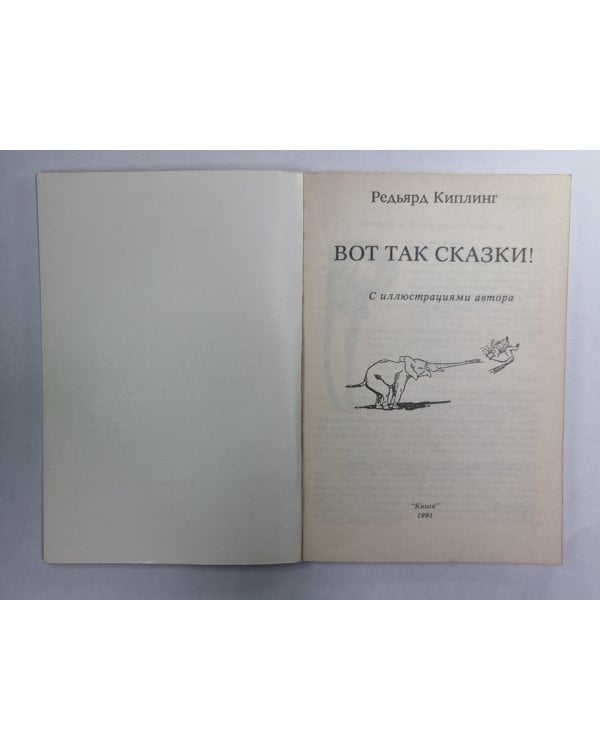 Редьярд Киплинг
ВОТ ТАК СКАЗКИ!
С иллюстрациями автора
"Книга"
1991